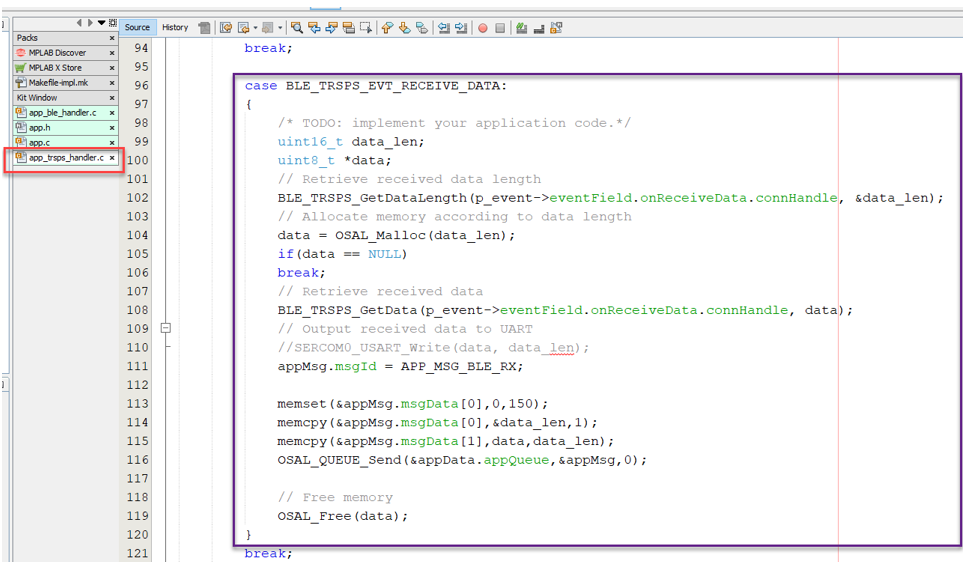 Source History
Packs ×
MPLAB Discover ×
MPLAB X Store ×
Makefile-impl.mk ×
Kit Window ×
app_ble_handler.c ×
app.h ×
app.c ×
app_trsps_handler.c ×
94 break;
95
96 case BLE_TRSPS_EVT_RECEIVE_DATA:
97 {
98 /* TODO: implement your application code.*/
99 uint16_t data_len;
100 uint8_t *data;
101 // Retrieve received data length
102 BLE_TRSPS_GetDataLength(p_event->eventField.onReceiveData.connHandle, &data_len);
103 // Allocate memory according to data length
104 data = OSAL_Malloc(data_len);
105 if(data == NULL)
106 break;
107 // Retrieve received data
108 BLE_TRSPS_GetData(p_event->eventField.onReceiveData.connHandle, data);
109 // Output received data to UART
110 //SERCOM0_USART_Write(data, data_len);
111 appMsg.msgId = APP_MSG_BLE_RX;
112
113 memset(&appMsg.msgData[0],0,150);
114 memcpy(&appMsg.msgData[0],&data_len,1);
115 memcpy(&appMsg.msgData[1],data,data_len);
116 OSAL_QUEUE_Send(&appData.appQueue,&appMsg,0);
117
118 // Free memory
119 OSAL_Free(data);
120 }
121 break;